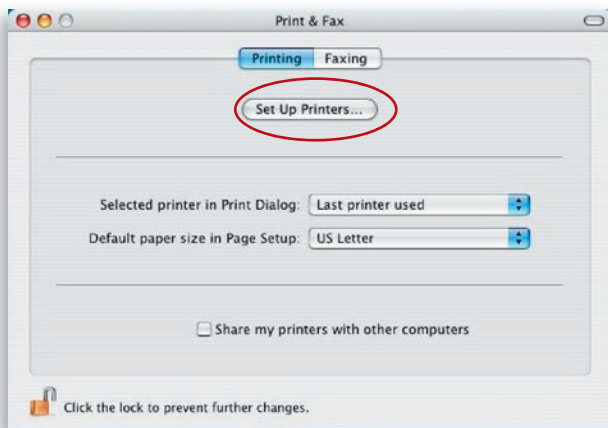 Print & Fax
Printing Faxing
Set Up Printers...
Selected printer in Print Dialog: Last printer used
Default paper size in Page Setup: US Letter
Share my printers with other computers
Click the lock to prevent further changes.